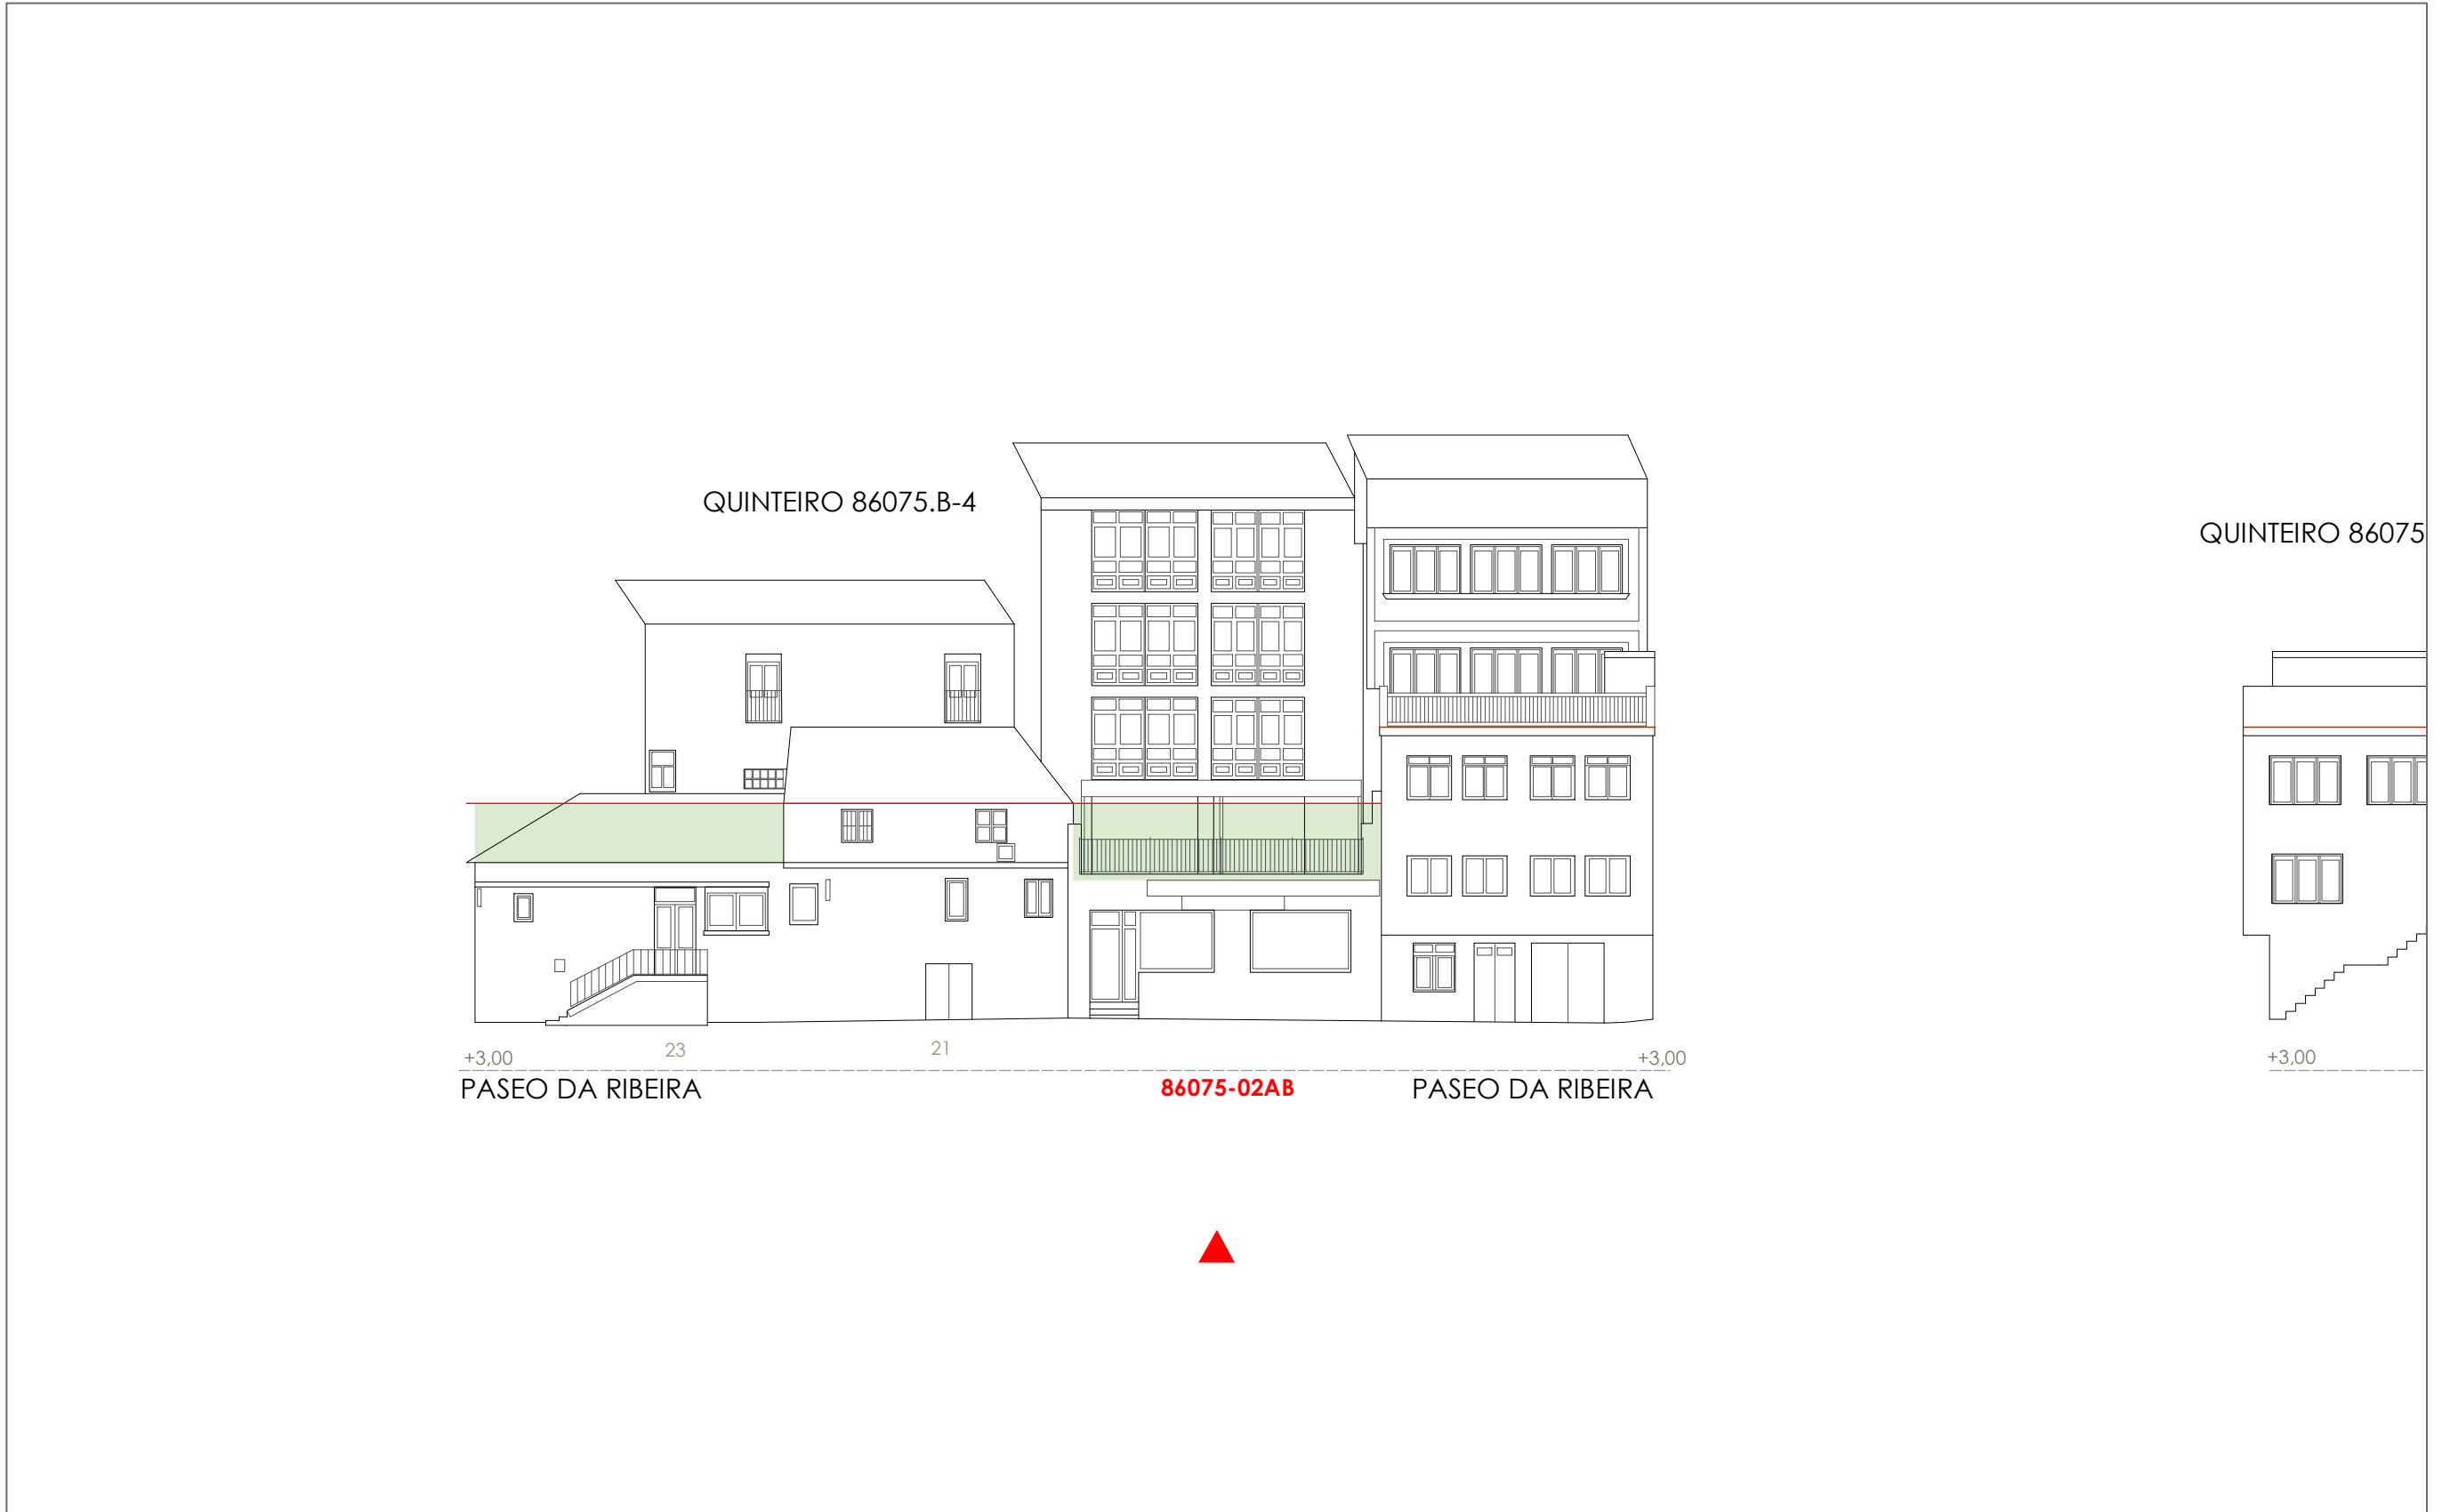 QUINTEIRO 86075.B-4
QUINTEIRO 86075
+3,00
23
21
+3,00
+3,00
PASEO DA RIBEIRA
86075-02AB
PASEO DA RIBEIRA